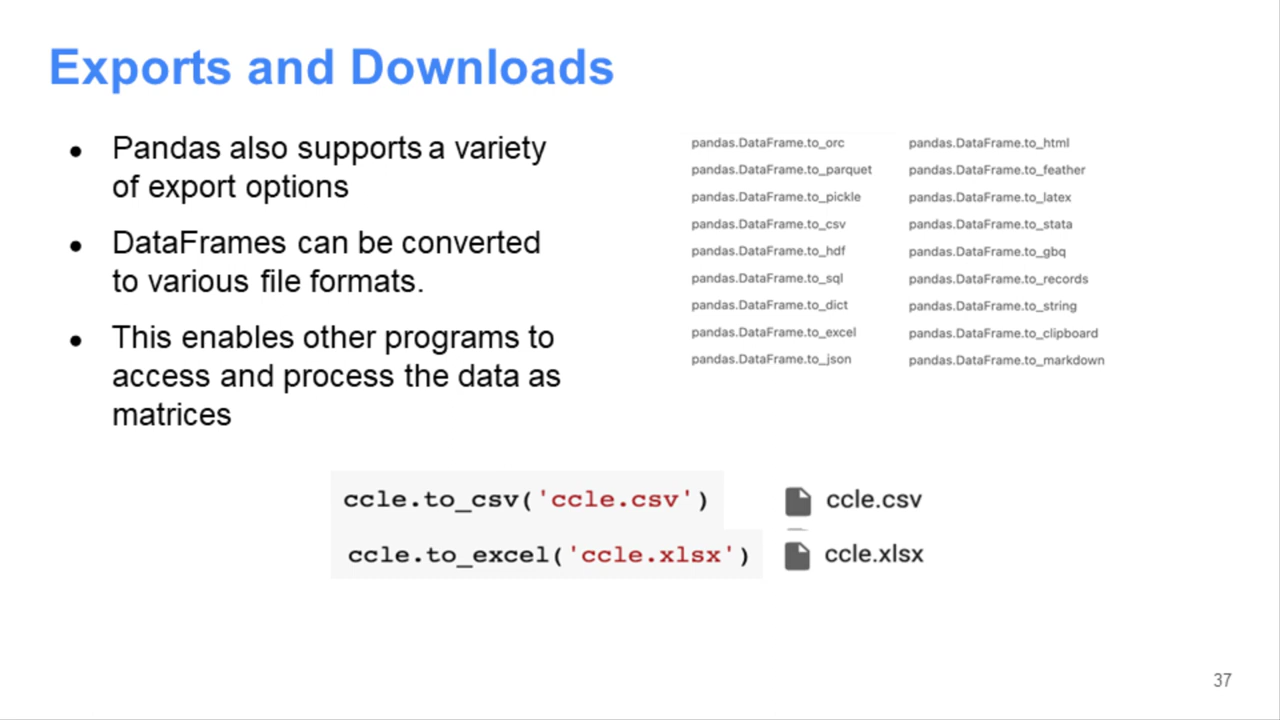 Exports and Downloads
● Pandas also supports a variety
of export options
● DataFrames can be converted
to various file formats.
● This enables other programs to
access and process the data as
matrices
pandas.DataFrame.to_orc
pandas.DataFrame.to_parquet
pandas.DataFrame.to_pickle
pandas.DataFrame.to_csv
pandas.DataFrame.to_hdf
pandas.DataFrame.to_sql
pandas.DataFrame.to_dict
pandas.DataFrame.to_excel
pandas.DataFrame.to_json
pandas.DataFrame.to_html
pandas.DataFrame.to_feather
pandas.DataFrame.to_latex
pandas.DataFrame.to_stata
pandas.DataFrame.to_gbq
pandas.DataFrame.to_records
pandas.DataFrame.to_string
pandas.DataFrame.to_clipboard
pandas.DataFrame.to_markdown
ccle.to_csv('ccle.csv')
ccle.csv
ccle.to_excel('ccle.xlsx')
ccle.xlsx
37